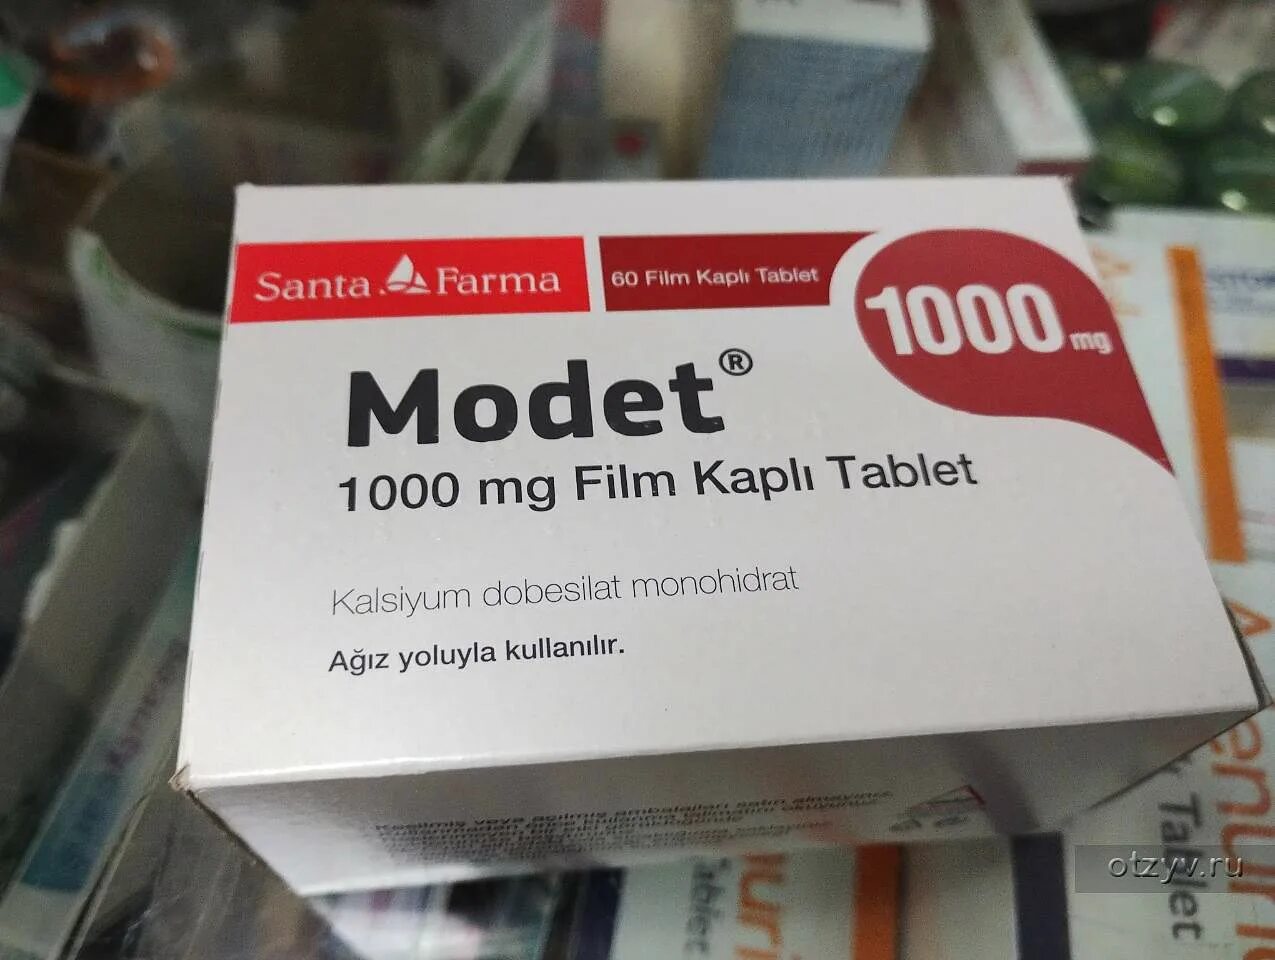 Santa Farma
60 Film Kaplı Tablet
1000 mg
Modet®
1000 mg Film Kaplı Tablet
Kalsiyum dobesilat monohidrat
Ağız yoluyla kullanılır.
Tablet
Tablet
otzyv.ru